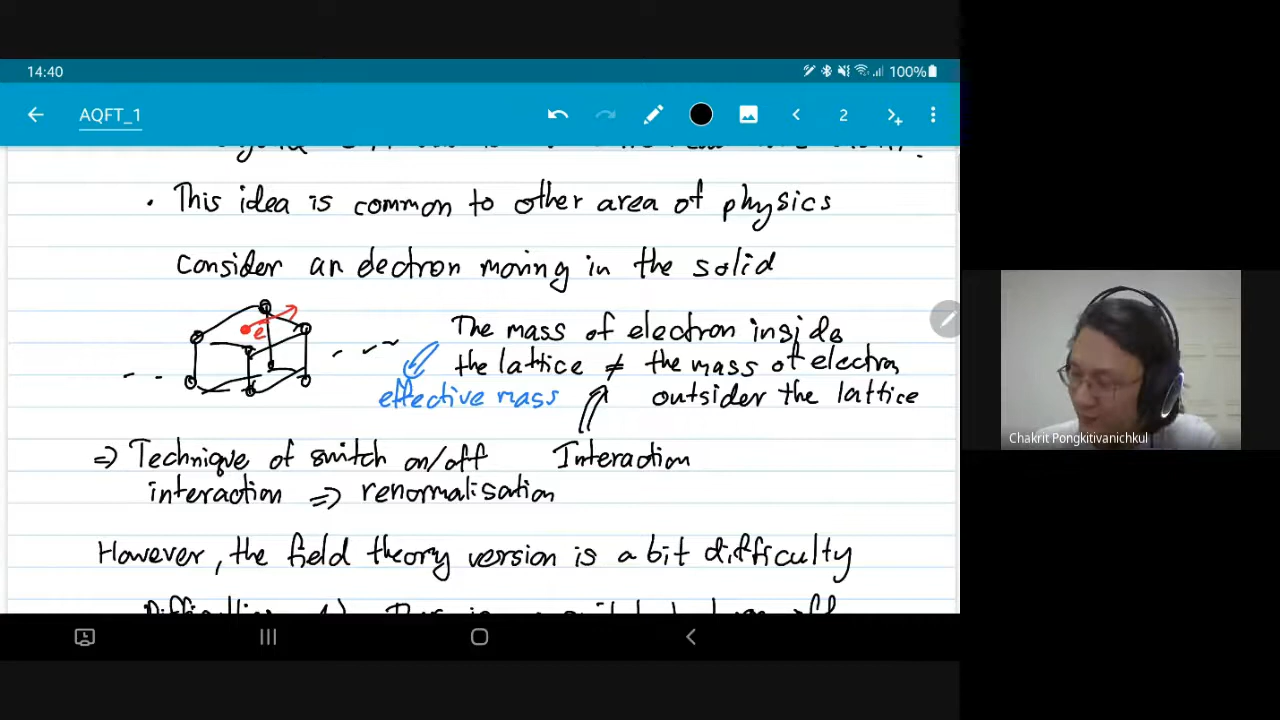 14:40
100%
AQFT_1
2
. This idea is common to other area of physics
Consider an electron moving in the solid
e
The mass of electron inside
the lattice ≠ the mass of electron
effective mass
outsider the lattice
⇒ Technique of switch on/off
Interaction
interaction ⇒ renormalisation
However, the field theory version is a bit difficulty
Chakrit Pongkitivanichkul